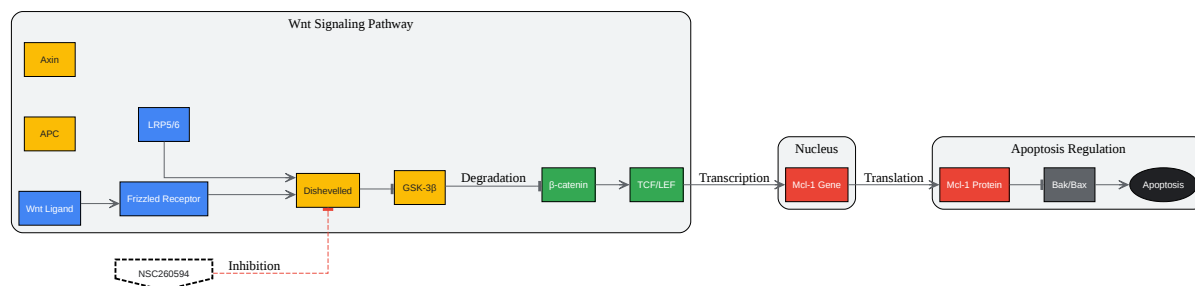 Wnt Signaling Pathway
Axin
APC
LRP5/6
Wnt Ligand
Frizzled Receptor
Dishevelled
GSK-3β
Degradation
β-catenin
TCF/LEF
Transcription
Nucleus
Mcl-1 Gene
Translation
Apoptosis Regulation
Mcl-1 Protein
Bak/Bax
Apoptosis
NSC260594
Inhibition